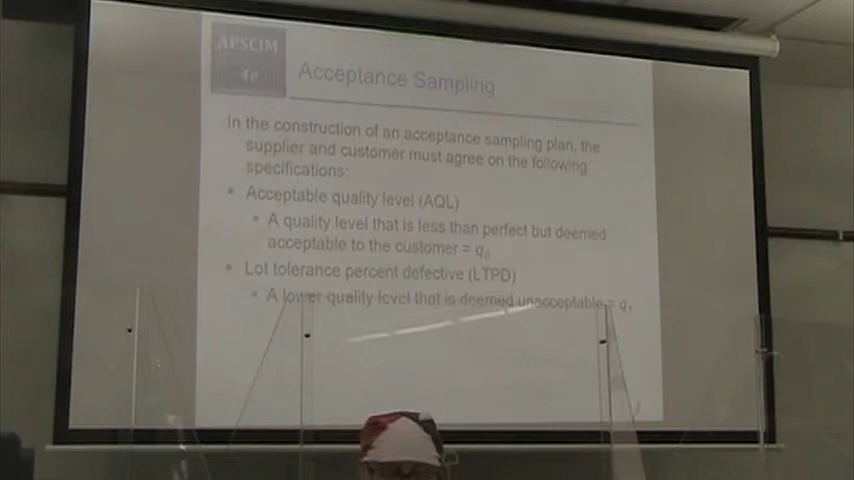 APSCIM
4e
Acceptance Sampling
In the construction of an acceptance sampling plan, the
supplier and customer must agree on the following
specifications:
• Acceptable quality level (AQL)
• A quality level that is less than perfect but deemed
acceptable to the customer = q₀
• Lot tolerance percent defective (LTPD)
• A lower quality level that is deemed unacceptable = q₁